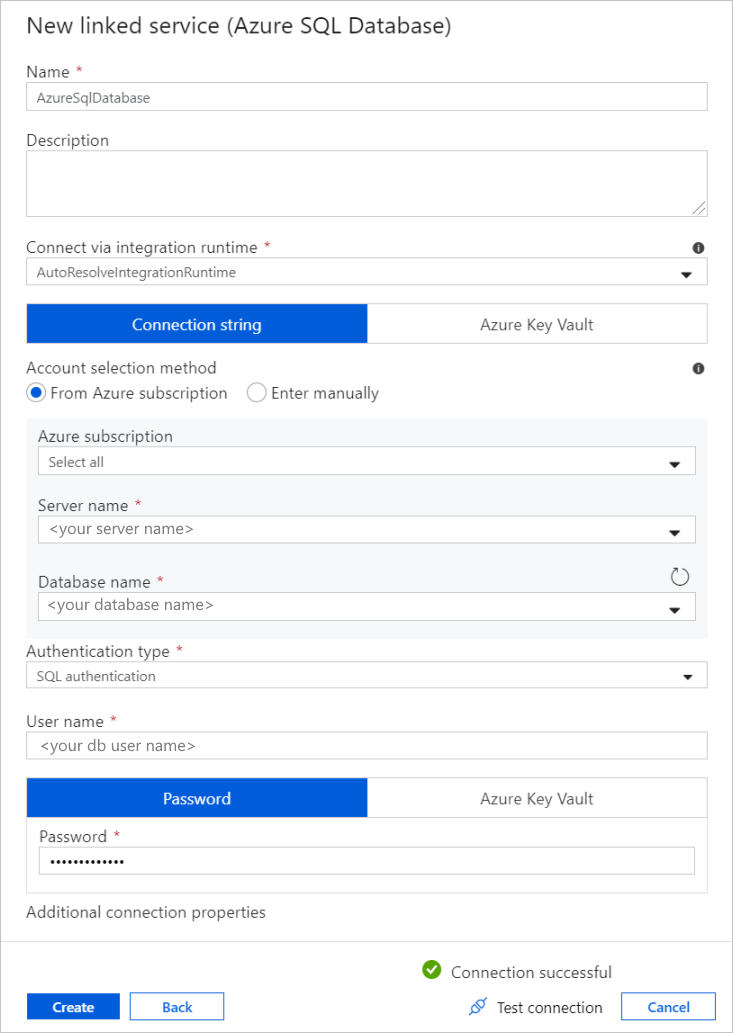 New linked service (Azure SQL Database)
Name *
AzureSqlDatabase
Description
Connect via integration runtime *
AutoResolveIntegrationRuntime
Connection string
Azure Key Vault
Account selection method
From Azure subscription
Enter manually
Azure subscription
Select all
Server name *
<your server name>
Database name *
<your database name>
Authentication type *
SQL authentication
User name *
<your db user name>
Password
Azure Key Vault
Password *
•••••••••••••
Additional connection properties
Connection successful
Create
Back
Test connection
Cancel